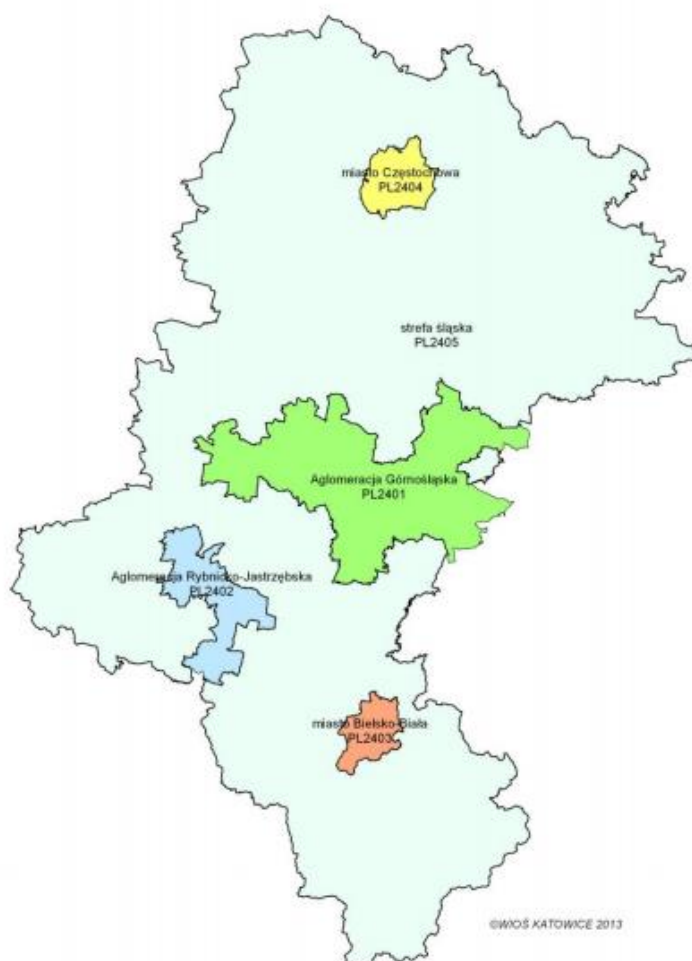 miasto Częstochowa
PL2404
strefa śląska
PL2405
Aglomeracja Górnośląska
PL2401
Aglomeracja Rybnicko-Jastrzębska
PL2402
miasto Bielsko-Biała
PL2403
©WIOŚ KATOWICE 2013